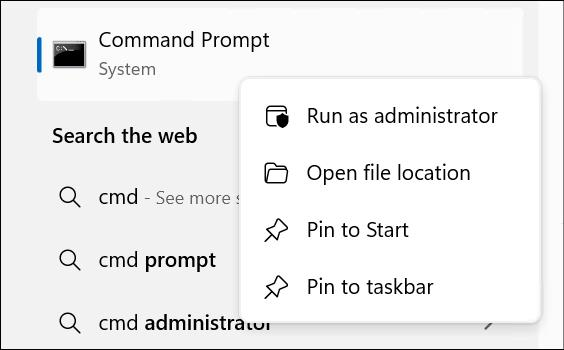 Command Prompt
System
Run as administrator
Search the web
Open file location
cmd - See more
Pin to Start
cmd prompt
Pin to taskbar
cmd administrator